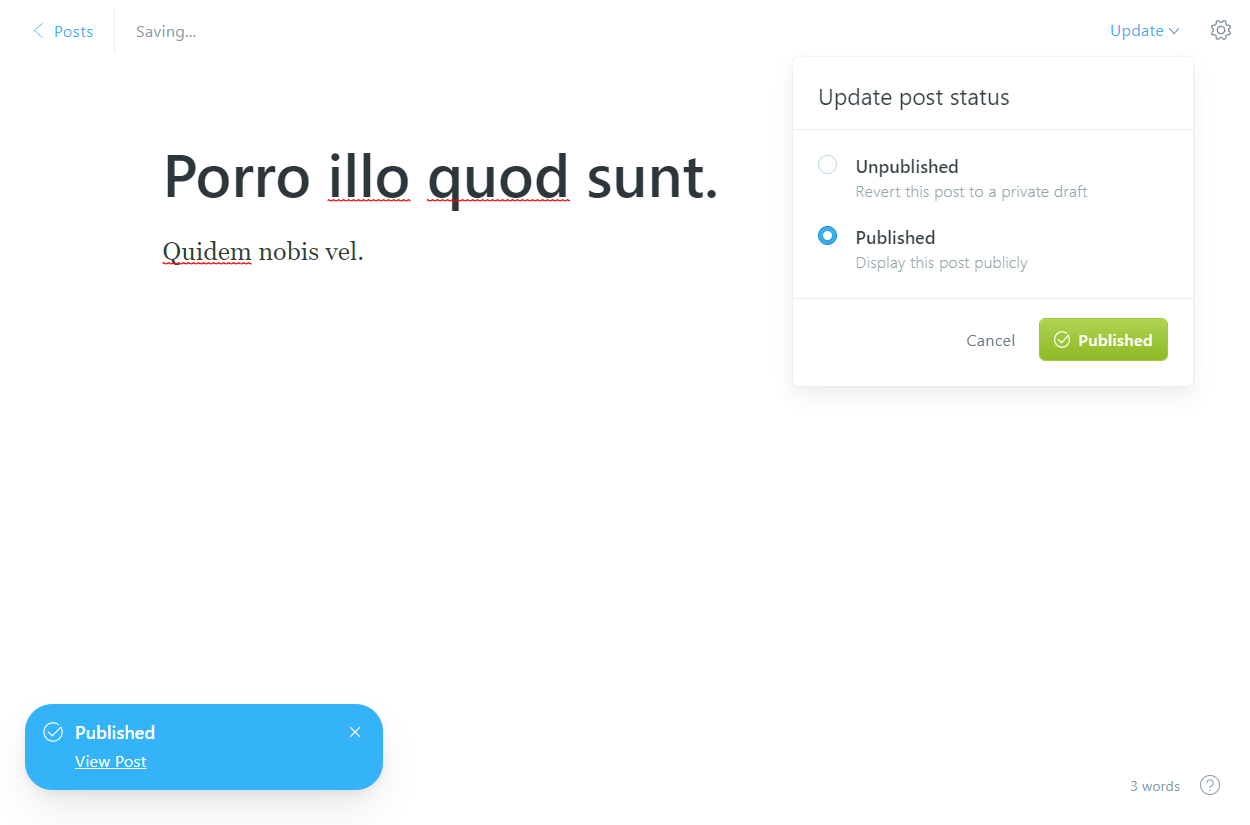 Posts
Saving...
Update
Update post status
Porro illo quod sunt.
Quidem nobis vel.
Unpublished
Revert this post to a private draft
Published
Display this post publicly
Cancel
Published
Published
View Post
3 words
?